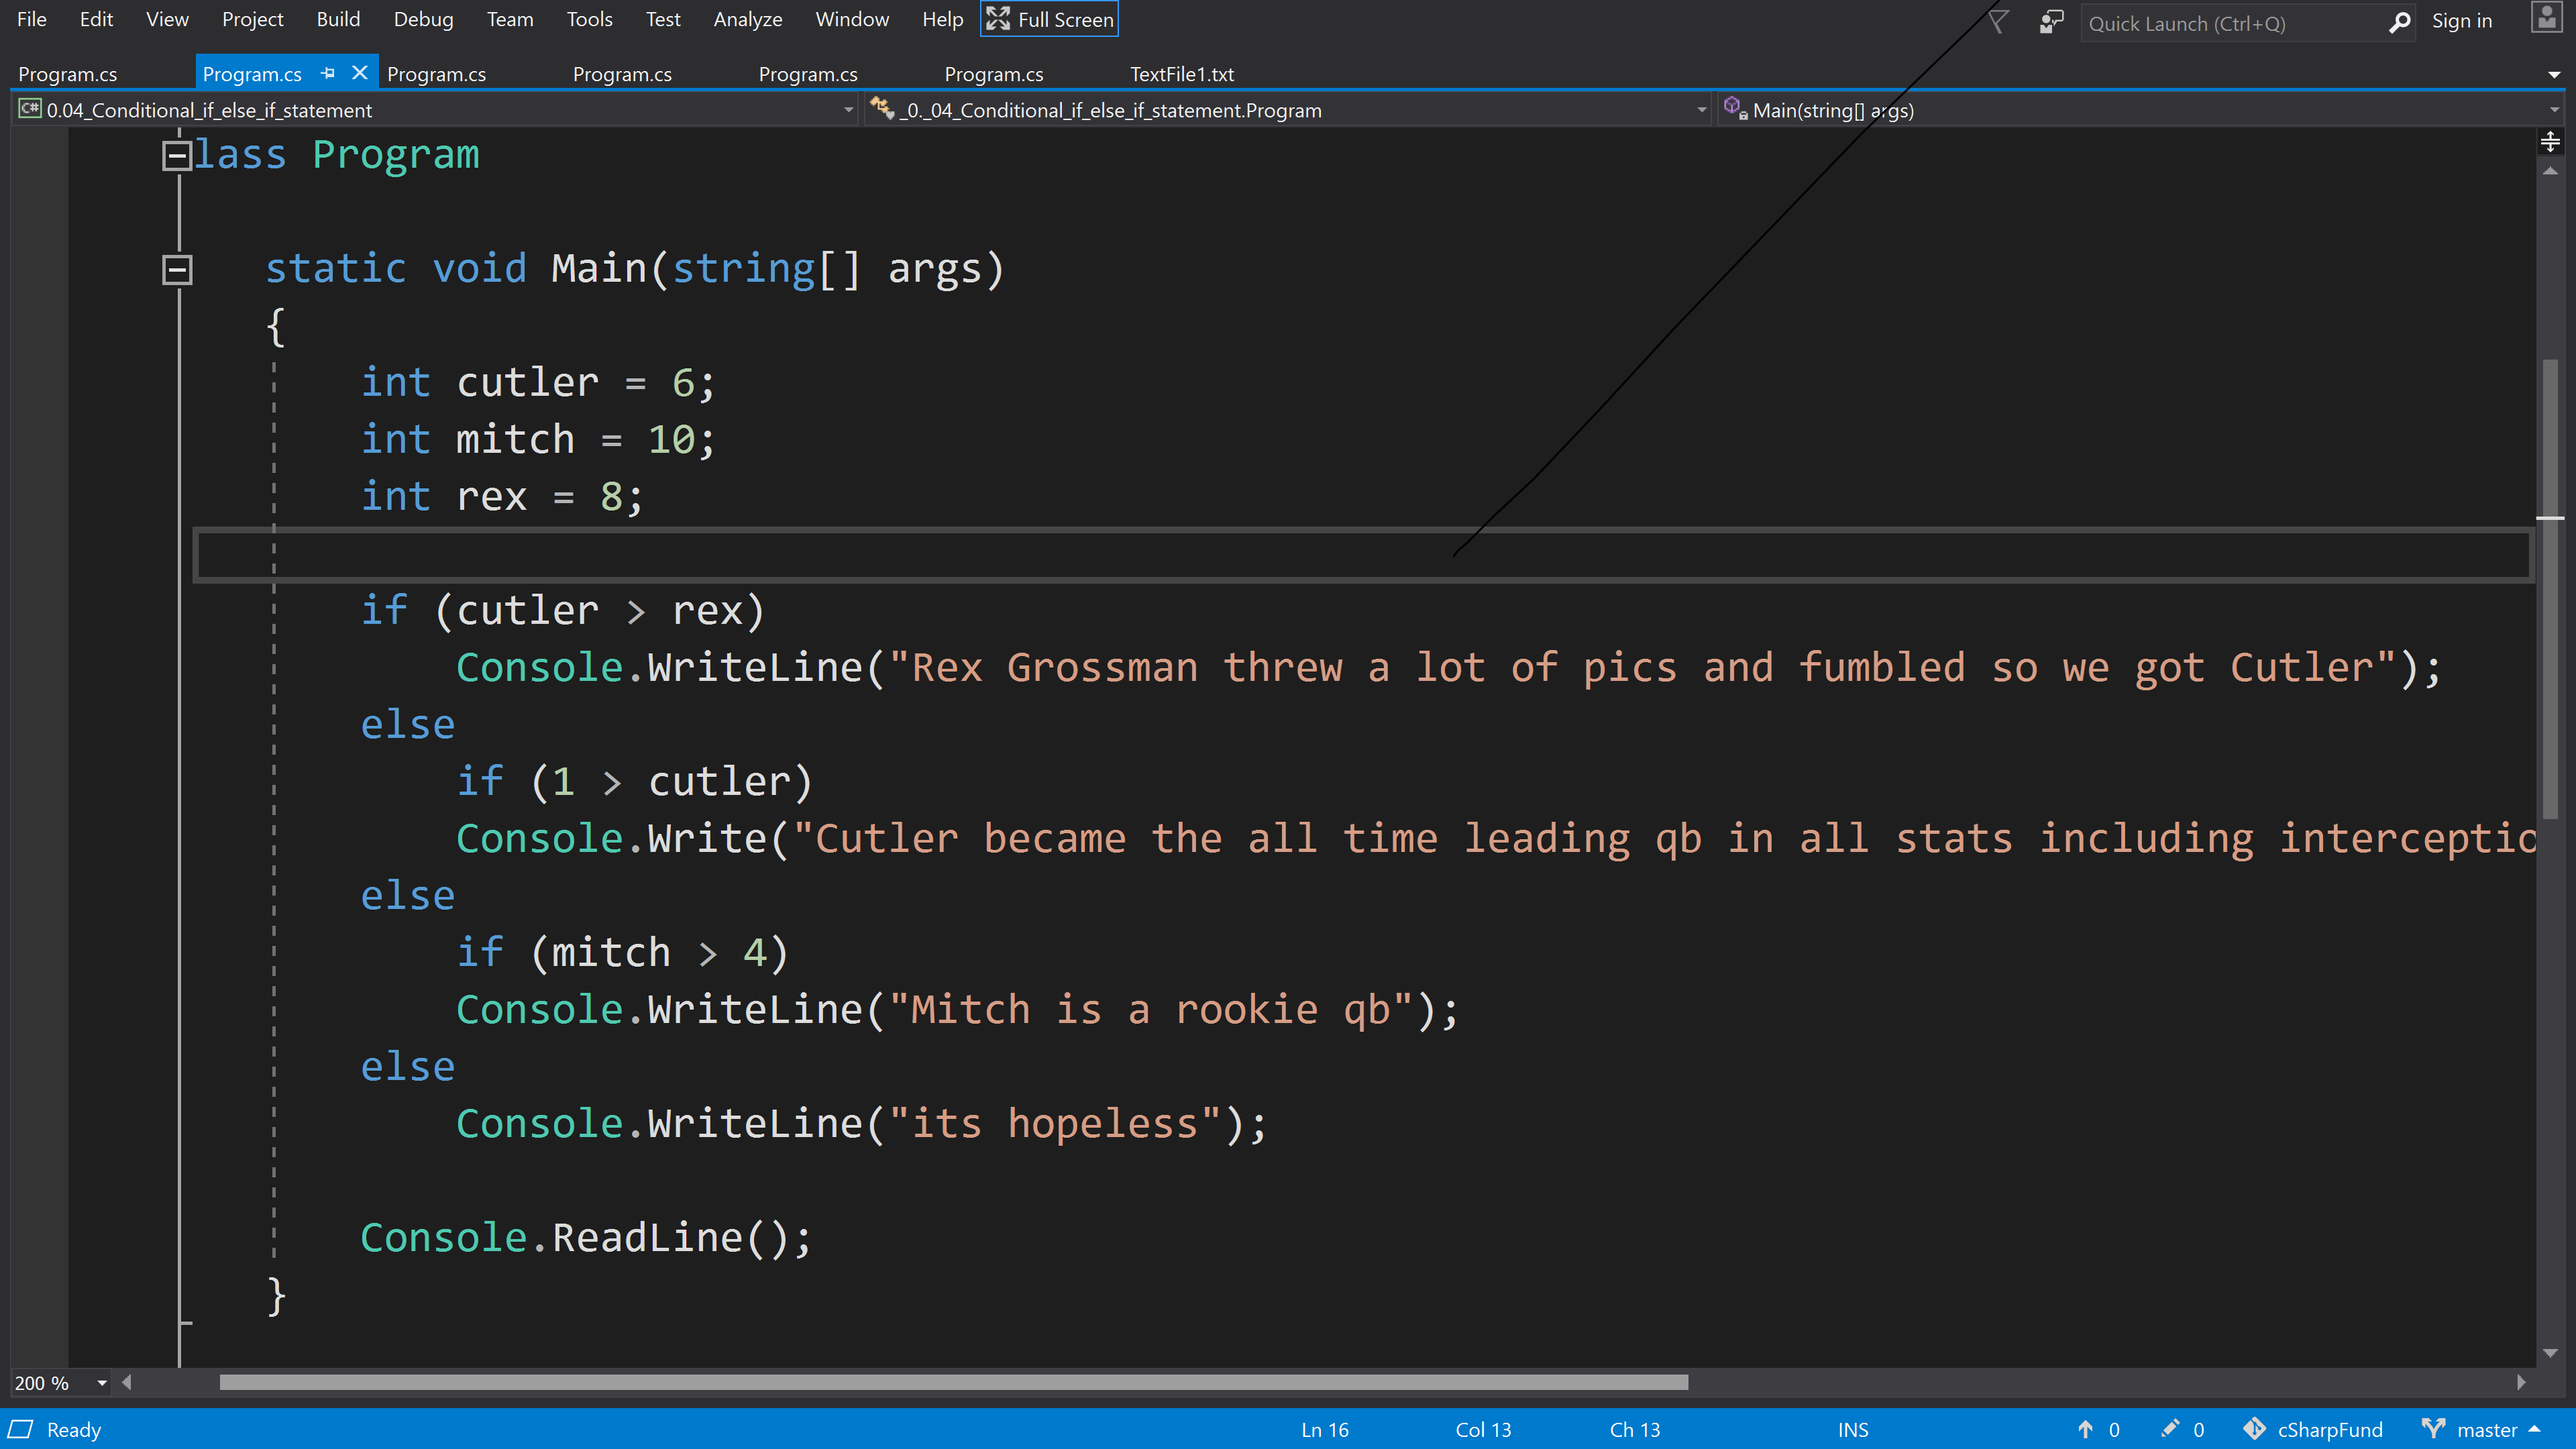 File Edit View Project Build Debug Team Tools Test Analyze Window Help Full Screen Quick Launch (Ctrl+Q) Sign in
Program.cs Program.cs Program.cs Program.cs Program.cs Program.cs TextFile1.txt
C# 0.04_Conditional_if_else_if_statement _0._04_Conditional_if_else_if_statement.Program Main(string[] args)
lass Program
static void Main(string[] args)
{
int cutler = 6;
int mitch = 10;
int rex = 8;
if (cutler > rex)
Console.WriteLine("Rex Grossman threw a lot of pics and fumbled so we got Cutler");
else
if (1 > cutler)
Console.Write("Cutler became the all time leading qb in all stats including interceptio
else
if (mitch > 4)
Console.WriteLine("Mitch is a rookie qb");
else
Console.WriteLine("its hopeless");
Console.ReadLine();
}
200 %
Ready Ln 16 Col 13 Ch 13 INS 0 0 cSharpFund master